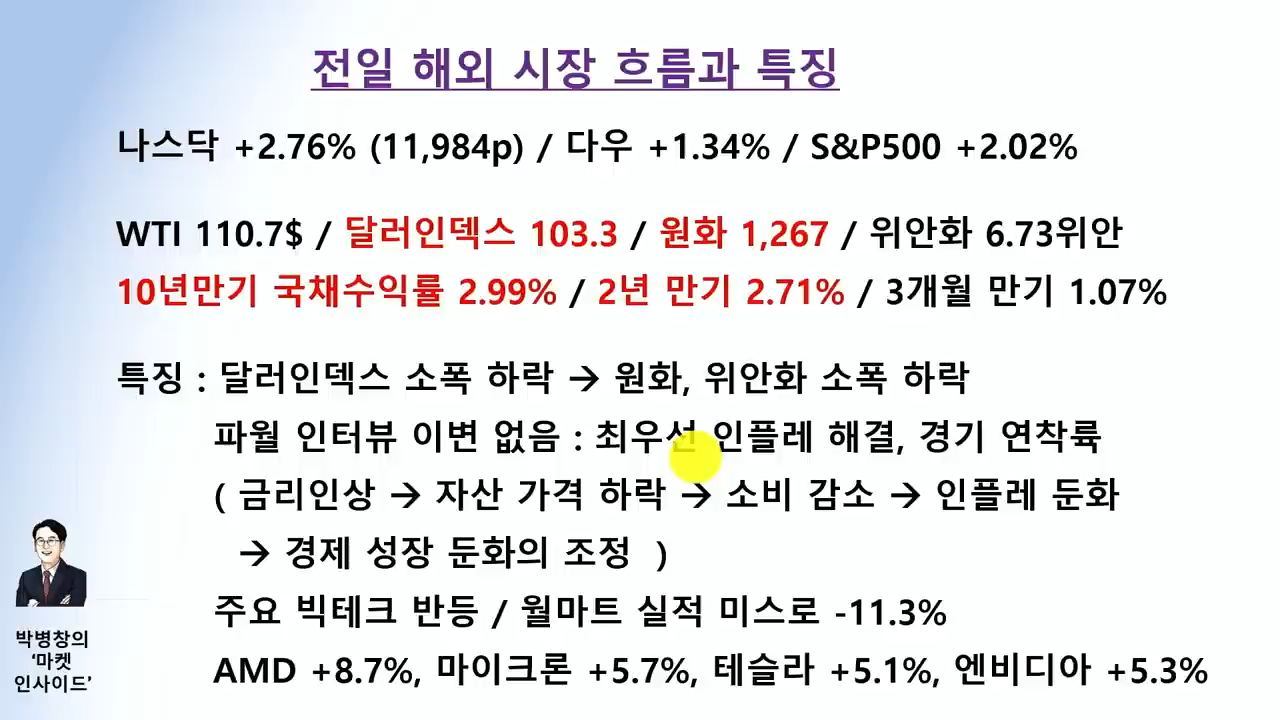 전일 해외 시장 흐름과 특징
나스닥 +2.76% (11,984p) / 다우 +1.34% / S&P500 +2.02%
WTI 110.7$ / 달러인덱스 103.3 / 원화 1,267 / 위안화 6.73위안
10년만기 국채수익률 2.99% / 2년 만기 2.71% / 3개월 만기 1.07%
특징 : 달러인덱스 소폭 하락 → 원화, 위안화 소폭 하락
파월 인터뷰 이변 없음 : 최우선 인플레 해결, 경기 연착륙
( 금리인상 → 자산 가격 하락 → 소비 감소 → 인플레 둔화
→ 경제 성장 둔화의 조정 )
주요 빅테크 반등 / 월마트 실적 미스로 -11.3%
AMD +8.7%, 마이크론 +5.7%, 테슬라 +5.1%, 엔비디아 +5.3%
박병창의
‘마켓
인사이드’